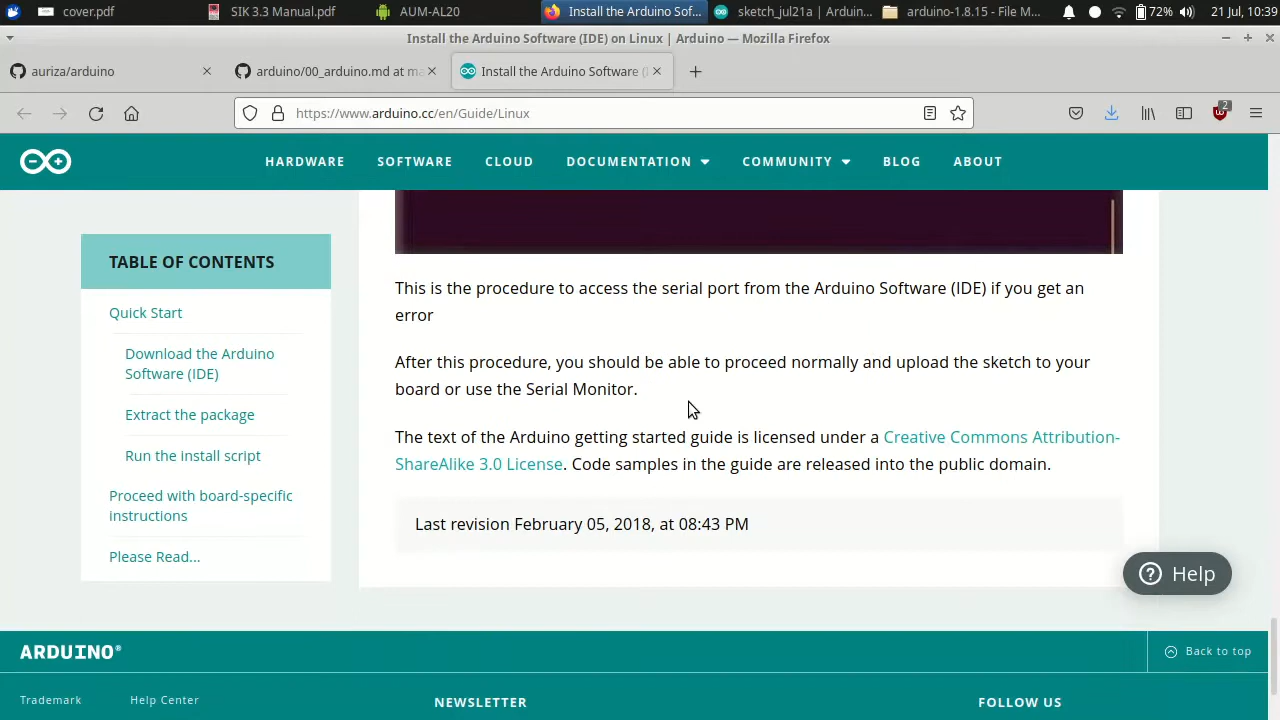 cover.pdf
SIK 3.3 Manual.pdf
AUM-AL20
Install the Arduino Sof...
sketch_jul21a | Arduin...
arduino-1.8.15 - File M...
72%
21 Jul, 10:39
Install the Arduino Software (IDE) on Linux | Arduino — Mozilla Firefox
auriza/arduino
arduino/00_arduino.md at ma
Install the Arduino Software (I
https://www.arduino.cc/en/Guide/Linux
2
HARDWARE
SOFTWARE
CLOUD
DOCUMENTATION
COMMUNITY
BLOG
ABOUT
TABLE OF CONTENTS
Quick Start
Download the Arduino
Software (IDE)
Extract the package
Run the install script
Proceed with board-specific
instructions
Please Read...
This is the procedure to access the serial port from the Arduino Software (IDE) if you get an
error
After this procedure, you should be able to proceed normally and upload the sketch to your
board or use the Serial Monitor.
The text of the Arduino getting started guide is licensed under a Creative Commons Attribution-
ShareAlike 3.0 License. Code samples in the guide are released into the public domain.
Last revision February 05, 2018, at 08:43 PM
Help
ARDUINO®
Back to top
Trademark
Help Center
NEWSLETTER
FOLLOW US